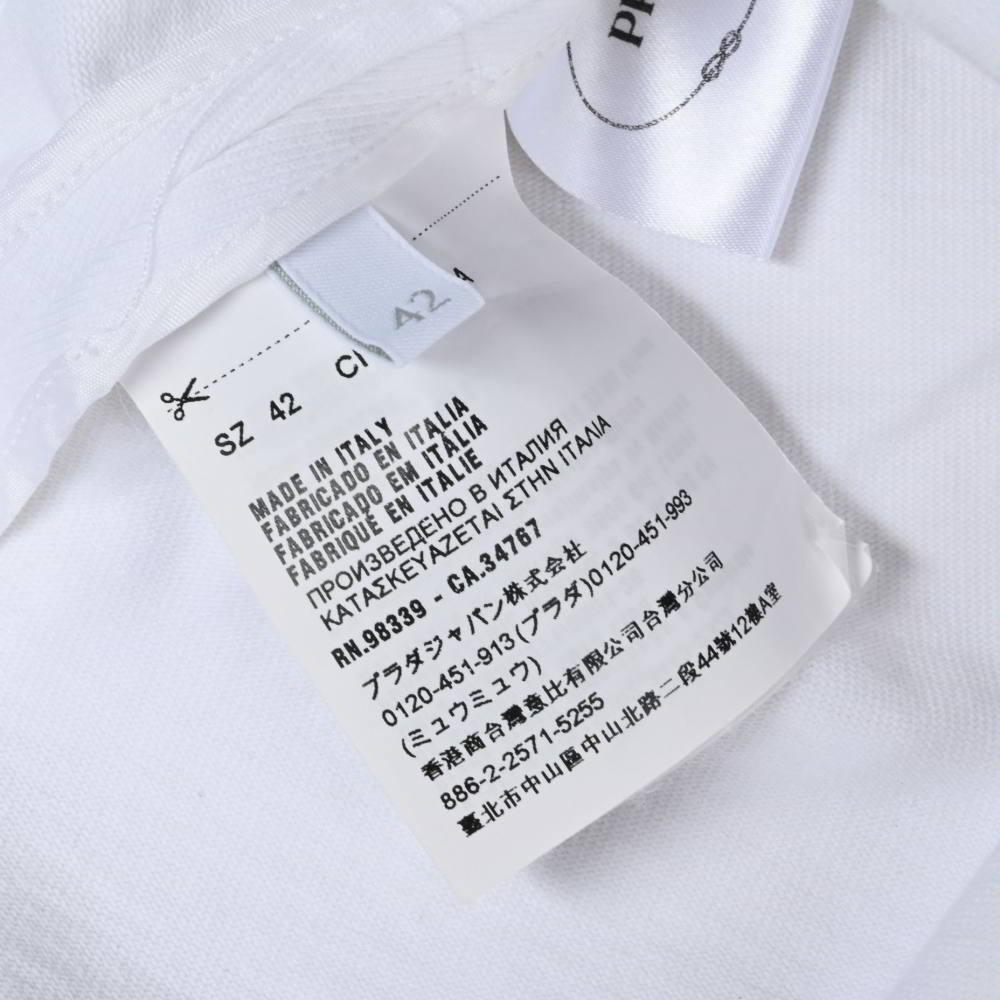 PR
42
SZ 42 CI
MADE IN ITALY
FABRICADO EN ITALIA
FABRICADO EM ITÁLIA
FABRIQUÉ EN ITALIE
ПРОИЗВЕДЕНО В ИТАЛИЯ
ΚΑΤΑΣΚΕΥΑΖΕΤΑΙ ΣΤΗΝ ΙΤΑΛΙΑ
RN.98339 - CA.34767
プラダジャパン株式会社
0120-451-913(プラダ)0120-451-993
(ミュウミュウ)
香港商台灣意比有限公司台灣分公司
886-2-2571-5255
臺北市中山區中山北路二段44號12樓A室